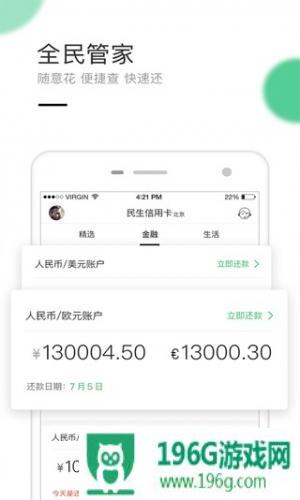 全民管家
随意花 便捷查 快速还
VIRGIN
4:21 PM
22%
民生信用卡 北京
精选 金融 生活
人民币/美元账户 立即还款
人民币/欧元账户 立即还款
¥130004.50 €13000.30
还款日期：7月5日
人民币/
¥10
今天是还
196G游戏网
www.196g.com